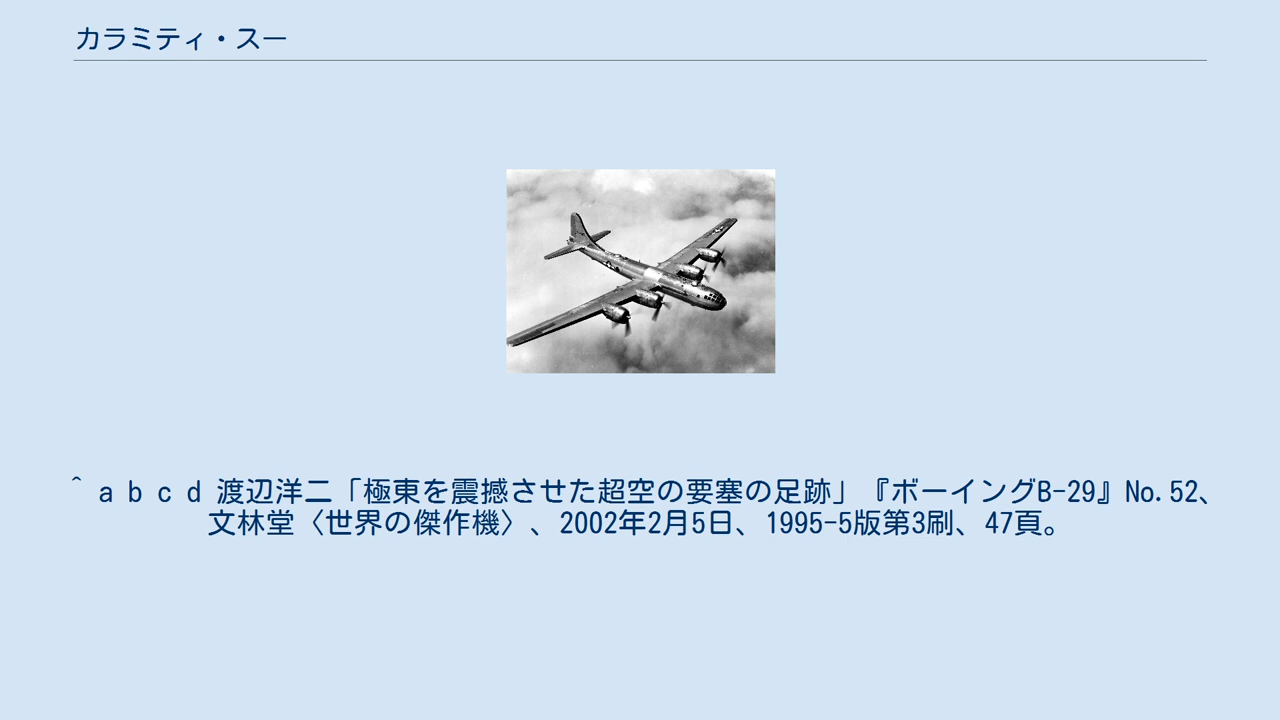 カラミティ・スー
^ a b c d 渡辺洋二「極東を震撼させた超空の要塞の足跡」『ボーイングB-29』No.52、
文林堂〈世界の傑作機〉、2002年2月5日、1995-5版第3刷、47頁。